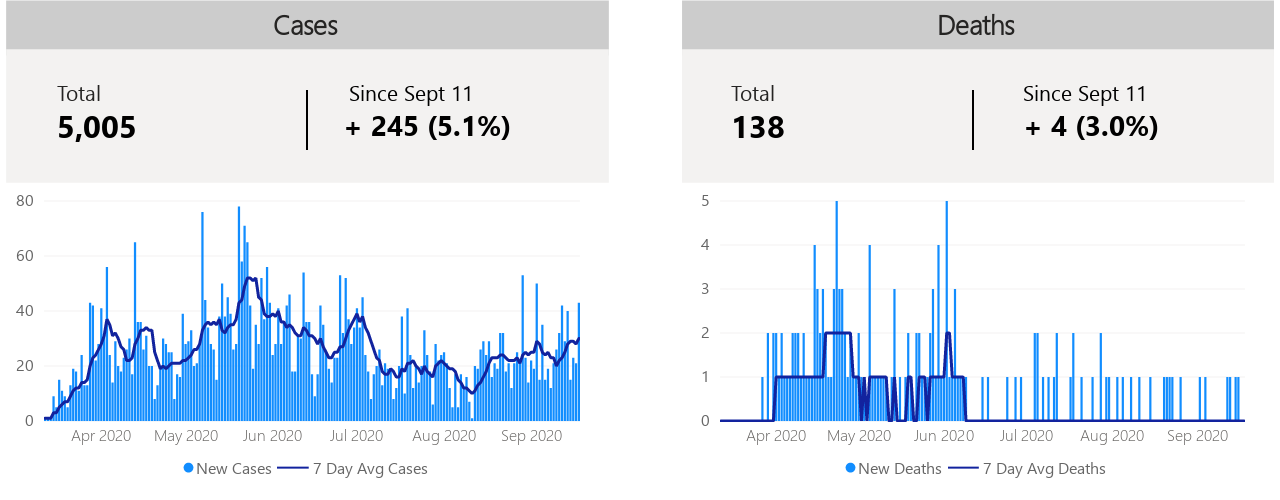 Cases
Total
5,005
Since Sept 11
+ 245 (5.1%)
80
60
40
20
0
Apr 2020 May 2020 Jun 2020 Jul 2020 Aug 2020 Sep 2020
New Cases 7 Day Avg Cases
Deaths
Total
138
Since Sept 11
+ 4 (3.0%)
5
4
3
2
1
0
Apr 2020 May 2020 Jun 2020 Jul 2020 Aug 2020 Sep 2020
New Deaths 7 Day Avg Deaths